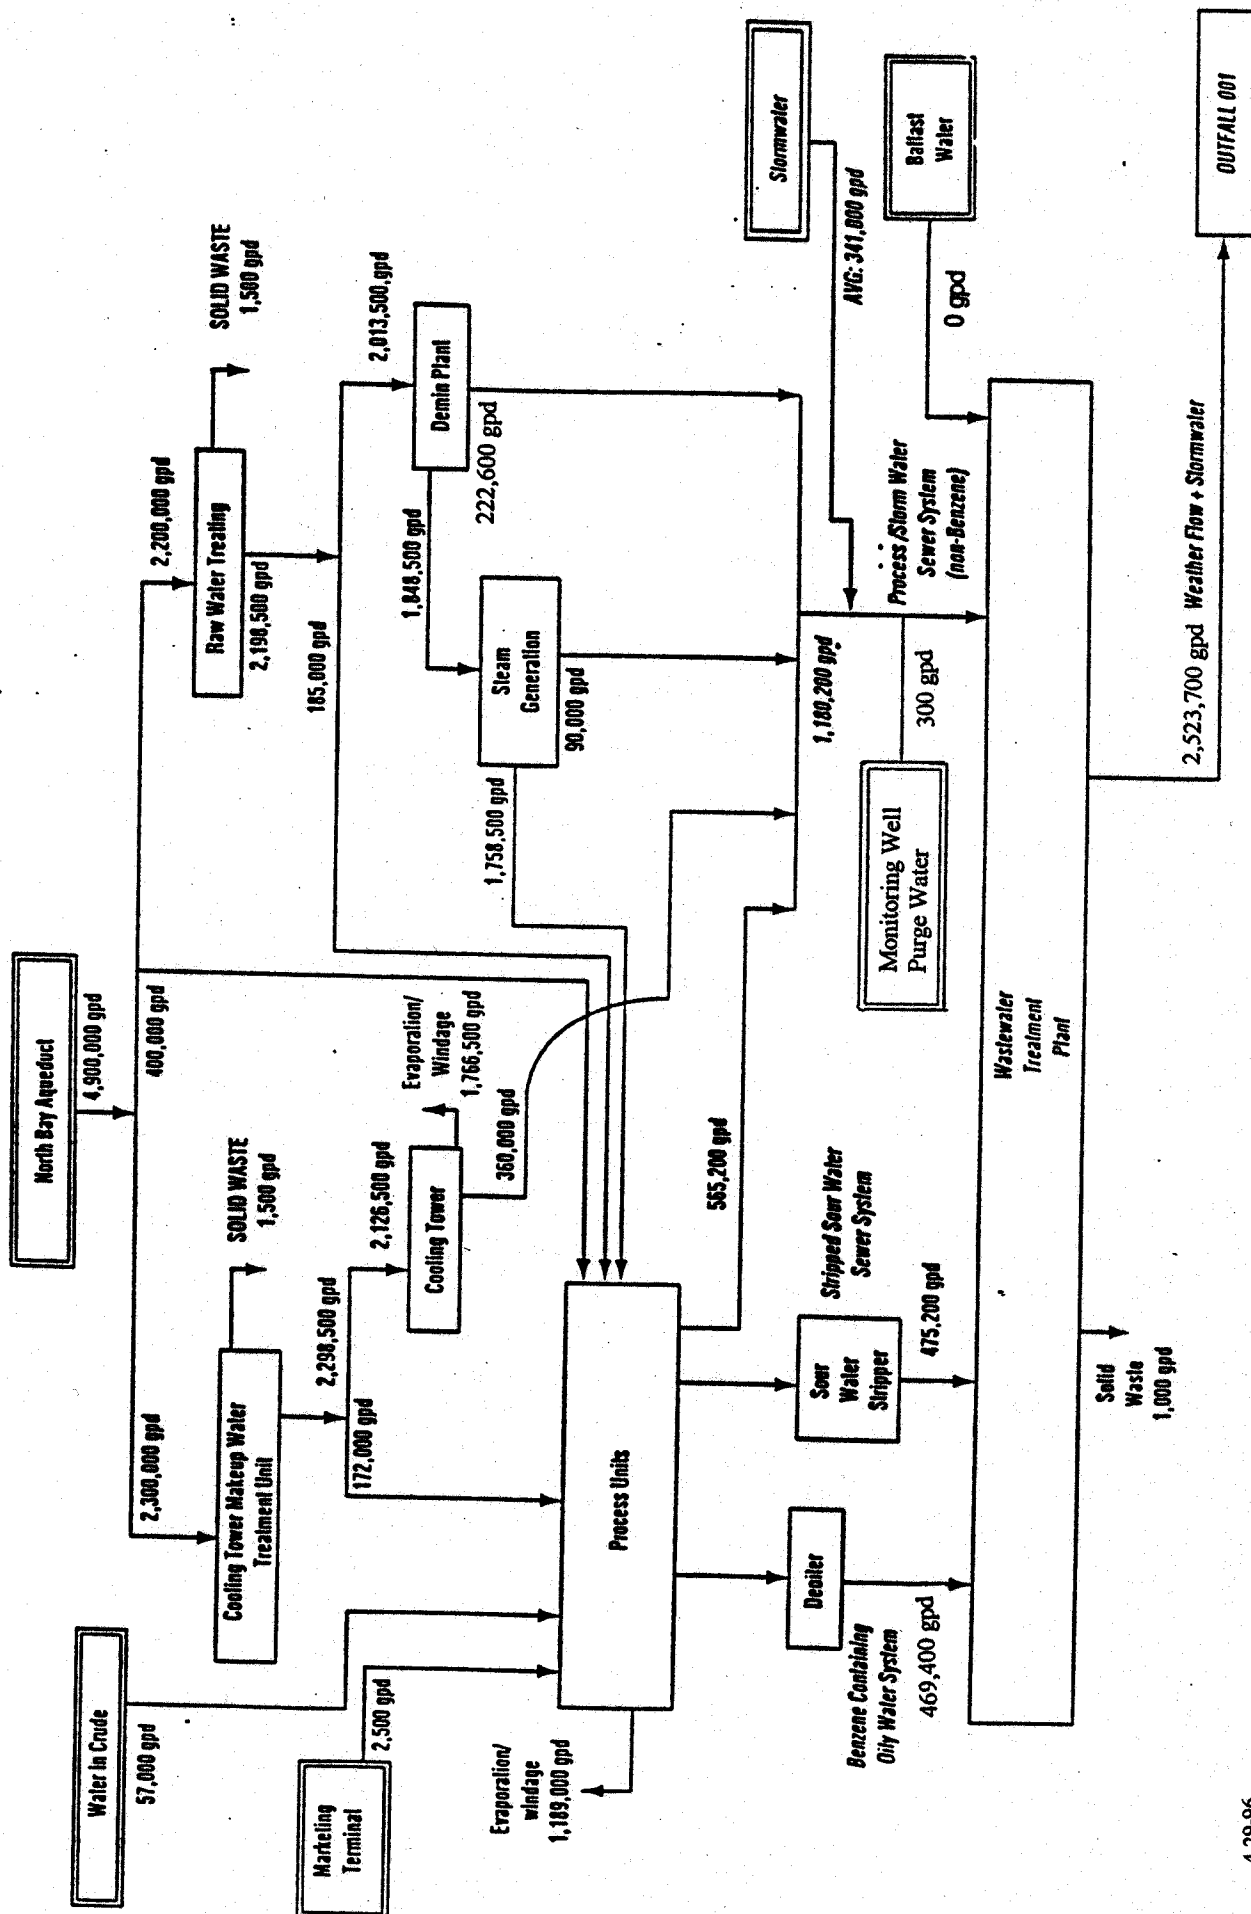 North Bay Aqueduct
4,900,000 gpd
Water In Crude
57,000 gpd
2,300,000 gpd
400,000 gpd
2,200,000 gpd
Cooling Tower Makeup Water
Treatment Unit
SOLID WASTE
1,500 gpd
Raw Water Treating
SOLID WASTE
1,500 gpd
2,198,500 gpd
Marketing
Terminal
2,500 gpd
2,298,500 gpd
172,000 gpd
2,126,500 gpd
Cooling Tower
Evaporation/
Windage
1,766,500 gpd
360,000 gpd
185,000 gpd
2,013,500,gpd
Demin Plant
222,600 gpd
1,848,500 gpd
Steam
Generation
90,000 gpd
1,758,500 gpd
Evaporation/
windage
1,189,000 gpd
Process Units
565,200 gpd
1,180,200 gpd
Stormwater
AVG: 341,000 gpd
Ballast
Water
0 gpd
Deoiler
Benzene Containing
Oily Water System
469,400 gpd
Sour
Water
Stripper
Stripped Sour Water
Sewer System
475,200 gpd
Monitoring Well
Purge Water
300 gpd
Process/Storm Water
Sewer System
(non-Benzene)
Wastewater
Treatment
Plant
Solid
Waste
1,000 gpd
2,523,700 gpd Weather Flow + Stormwater
OUTFALL 001
4-29-96